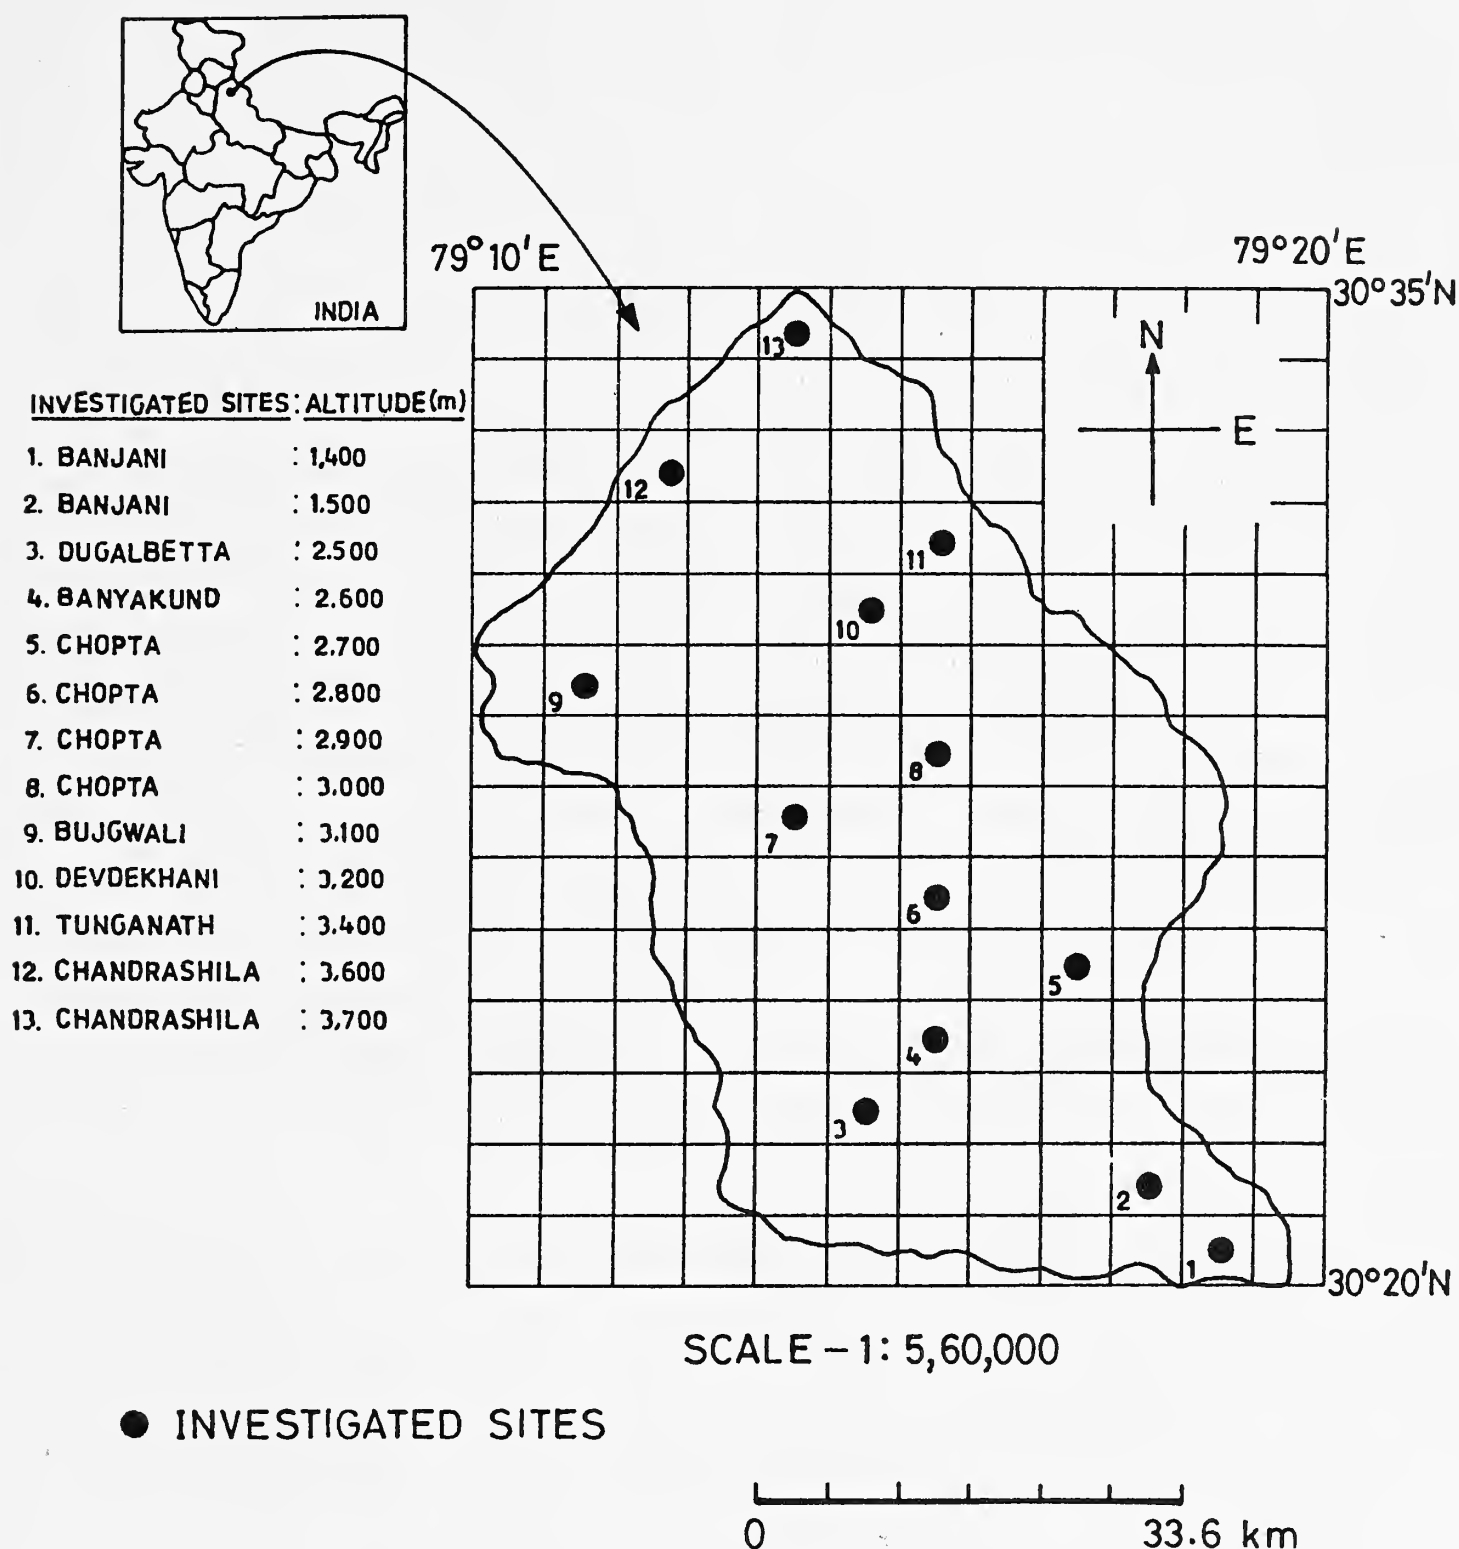 INDIA
79°10'E
79°20'E
30°35'N
N
E
INVESTIGATED SITES: ALTITUDE(m)
1. BANJANI : 1,400
2. BANJANI : 1.500
3. DUGALBETTA : 2.500
4. BANYAKUND : 2.600
5. CHOPTA : 2.700
6. CHOPTA : 2.800
7. CHOPTA : 2.900
8. CHOPTA : 3.000
9. BUJGWALI : 3.100
10. DEVDEKHANI : 3,200
11. TUNGANATH : 3.400
12. CHANDRASHILA : 3.600
13. CHANDRASHILA : 3,700
13
12
11
10
9
8
7
6
5
4
3
2
1
30°20'N
SCALE – 1: 5,60,000
INVESTIGATED SITES
0 33.6 km